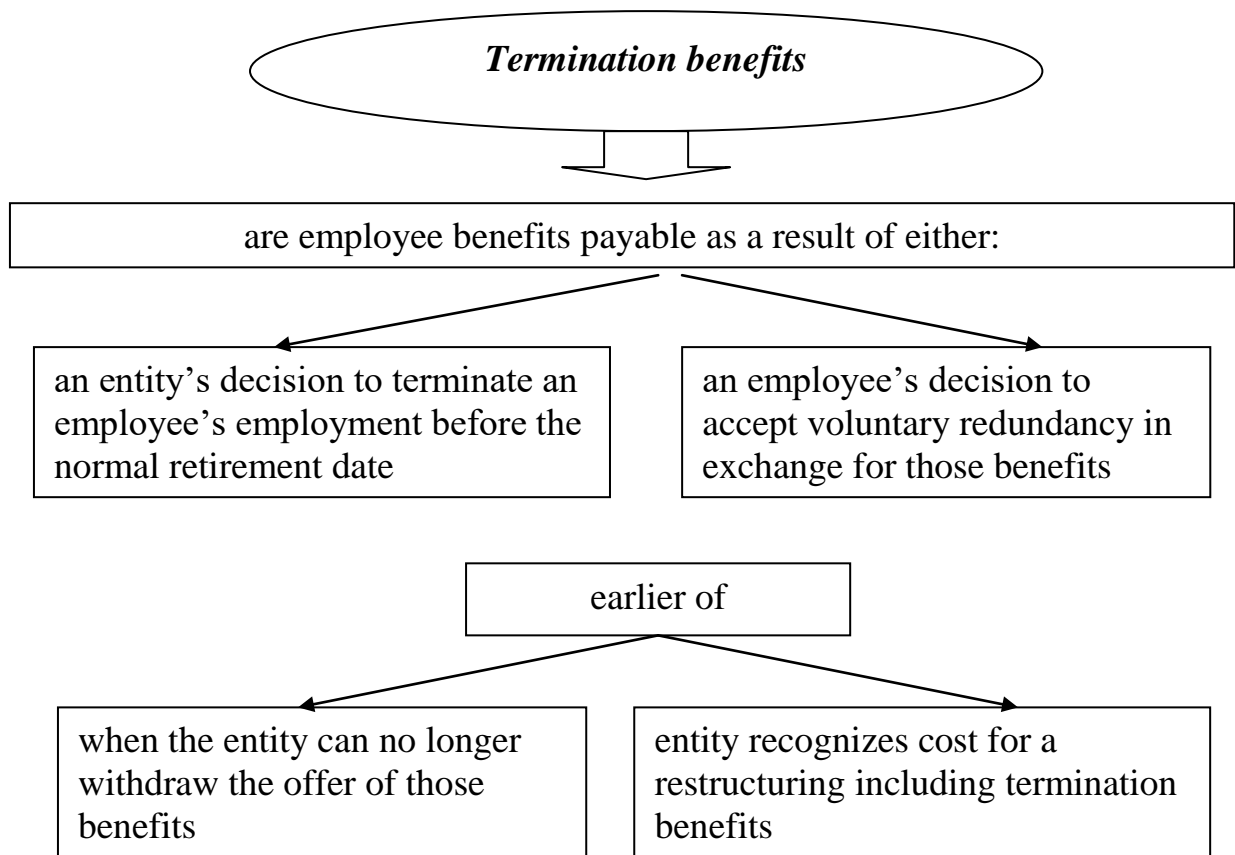 Termination benefits
are employee benefits payable as a result of either:
an entity’s decision to terminate an
employee’s employment before the
normal retirement date
an employee’s decision to
accept voluntary redundancy in
exchange for those benefits
earlier of
when the entity can no longer
withdraw the offer of those
benefits
entity recognizes cost for a
restructuring including termination
benefits